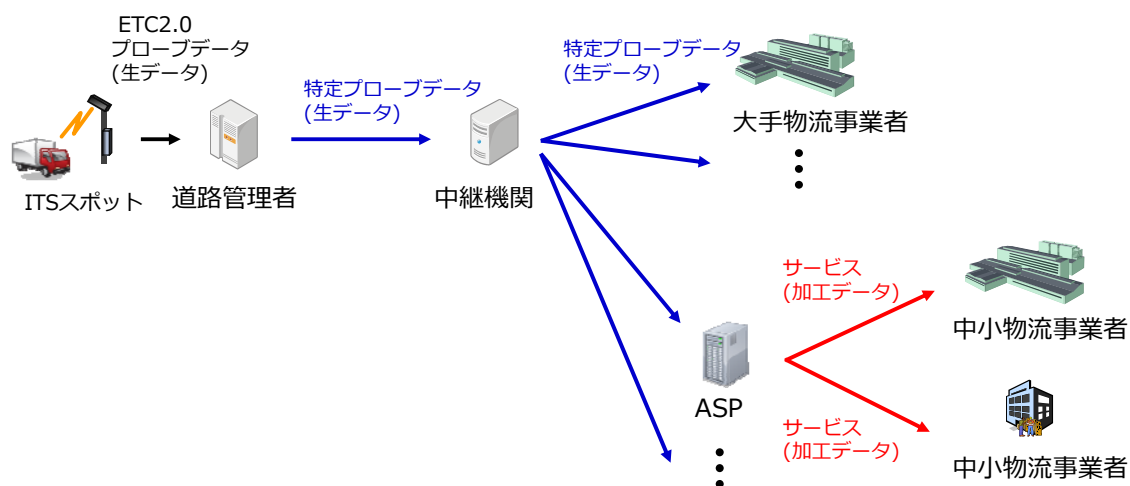 ETC2.0
プローブデータ
(生データ)
特定プローブデータ
(生データ)
特定プローブデータ
(生データ)
大手物流事業者
ITSスポット
道路管理者
中継機関
サービス
(加工データ)
中小物流事業者
ASP
サービス
(加工データ)
中小物流事業者